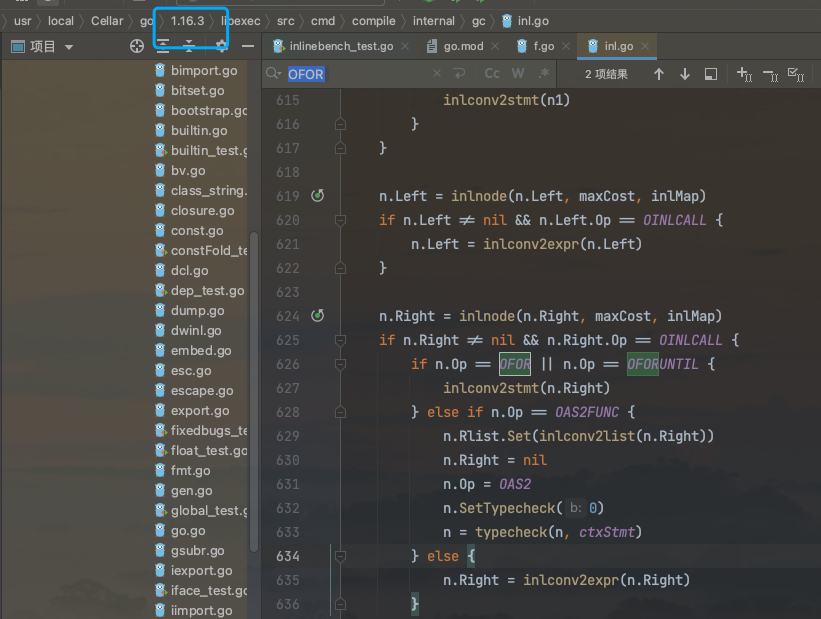 usr local Cellar go 1.16.3 libexec src cmd compile internal gc inl.go
项目
inlinebench_test.go go.mod f.go inl.go
OFOR Cc W .* 2 项结果
bimport.go
bitset.go
bootstrap.go
builtin.go
builtin_test.g
bv.go
class_string.
closure.go
const.go
constFold_te
dcl.go
dep_test.go
dump.go
dwinl.go
embed.go
esc.go
escape.go
export.go
fixedbugs_te
float_test.go
fmt.go
gen.go
global_test.g
go.go
gsubr.go
iexport.go
iface_test.go
iimport.go
615 inlconv2stmt(n1)
616 }
617 }
618
619 n.Left = inlnode(n.Left, maxCost, inlMap)
620 if n.Left ≠ nil && n.Left.Op == OINLCALL {
621 n.Left = inlconv2expr(n.Left)
622 }
623
624 n.Right = inlnode(n.Right, maxCost, inlMap)
625 if n.Right ≠ nil && n.Right.Op == OINLCALL {
626 if n.Op == OFOR || n.Op == OFORUNTIL {
627 inlconv2stmt(n.Right)
628 } else if n.Op == OAS2FUNC {
629 n.Rlist.Set(inlconv2list(n.Right))
630 n.Right = nil
631 n.Op = OAS2
632 n.SetTypecheck( b: 0)
633 n = typecheck(n, ctxStmt)
634 } else {
635 n.Right = inlconv2expr(n.Right)
636 }